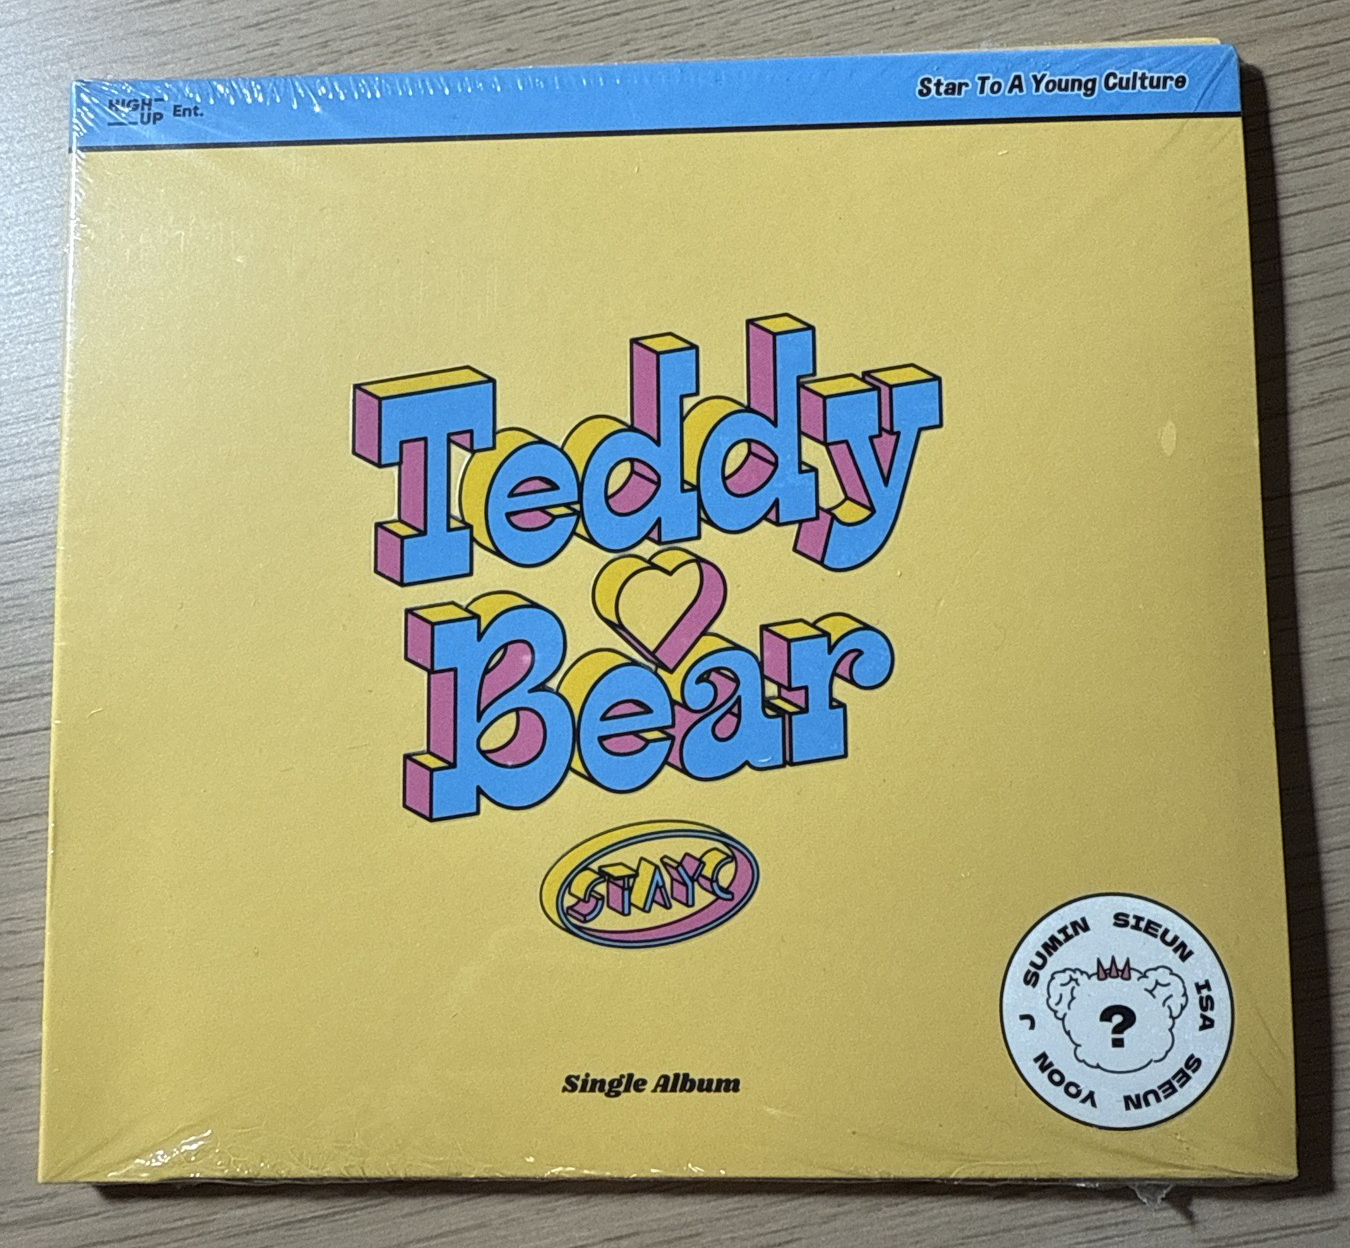 HIGH UP Ent.
Star To A Young Culture
Teddy
Bear
STAYC
Single Album
SUMIN SIEUN ISA SEEUN YOON J
?